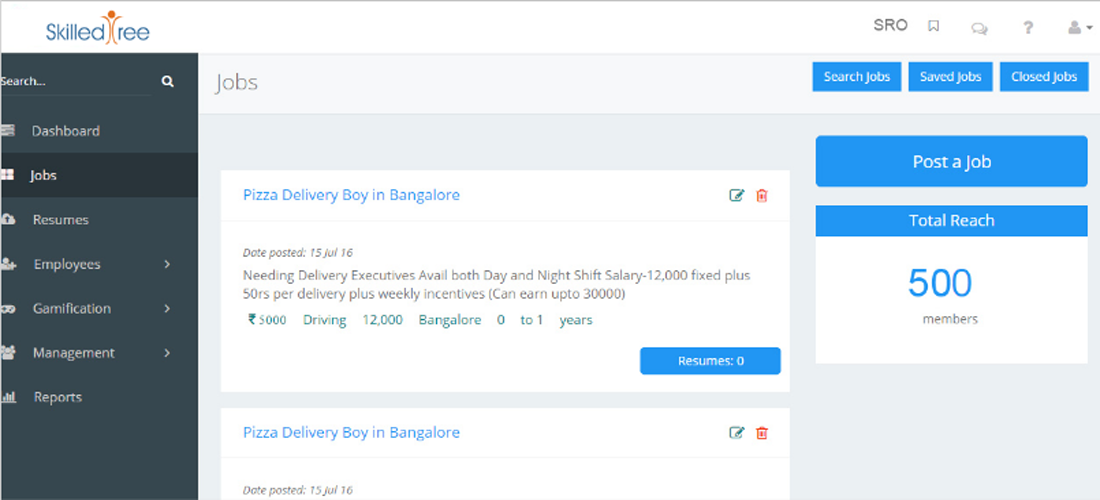 SkilledTree
SRO
?
Search...
Dashboard
Jobs
Resumes
Employees
Gamification
Management
Reports
Jobs
Search Jobs
Saved Jobs
Closed Jobs
Pizza Delivery Boy in Bangalore
Date posted: 15 Jul 16
Needing Delivery Executives Avail both Day and Night Shift Salary-12,000 fixed plus
50rs per delivery plus weekly incentives (Can earn upto 30000)
₹ 5000 Driving 12,000 Bangalore 0 to 1 years
Resumes: 0
Pizza Delivery Boy in Bangalore
Date posted: 15 Jul 16
Post a Job
Total Reach
500
members